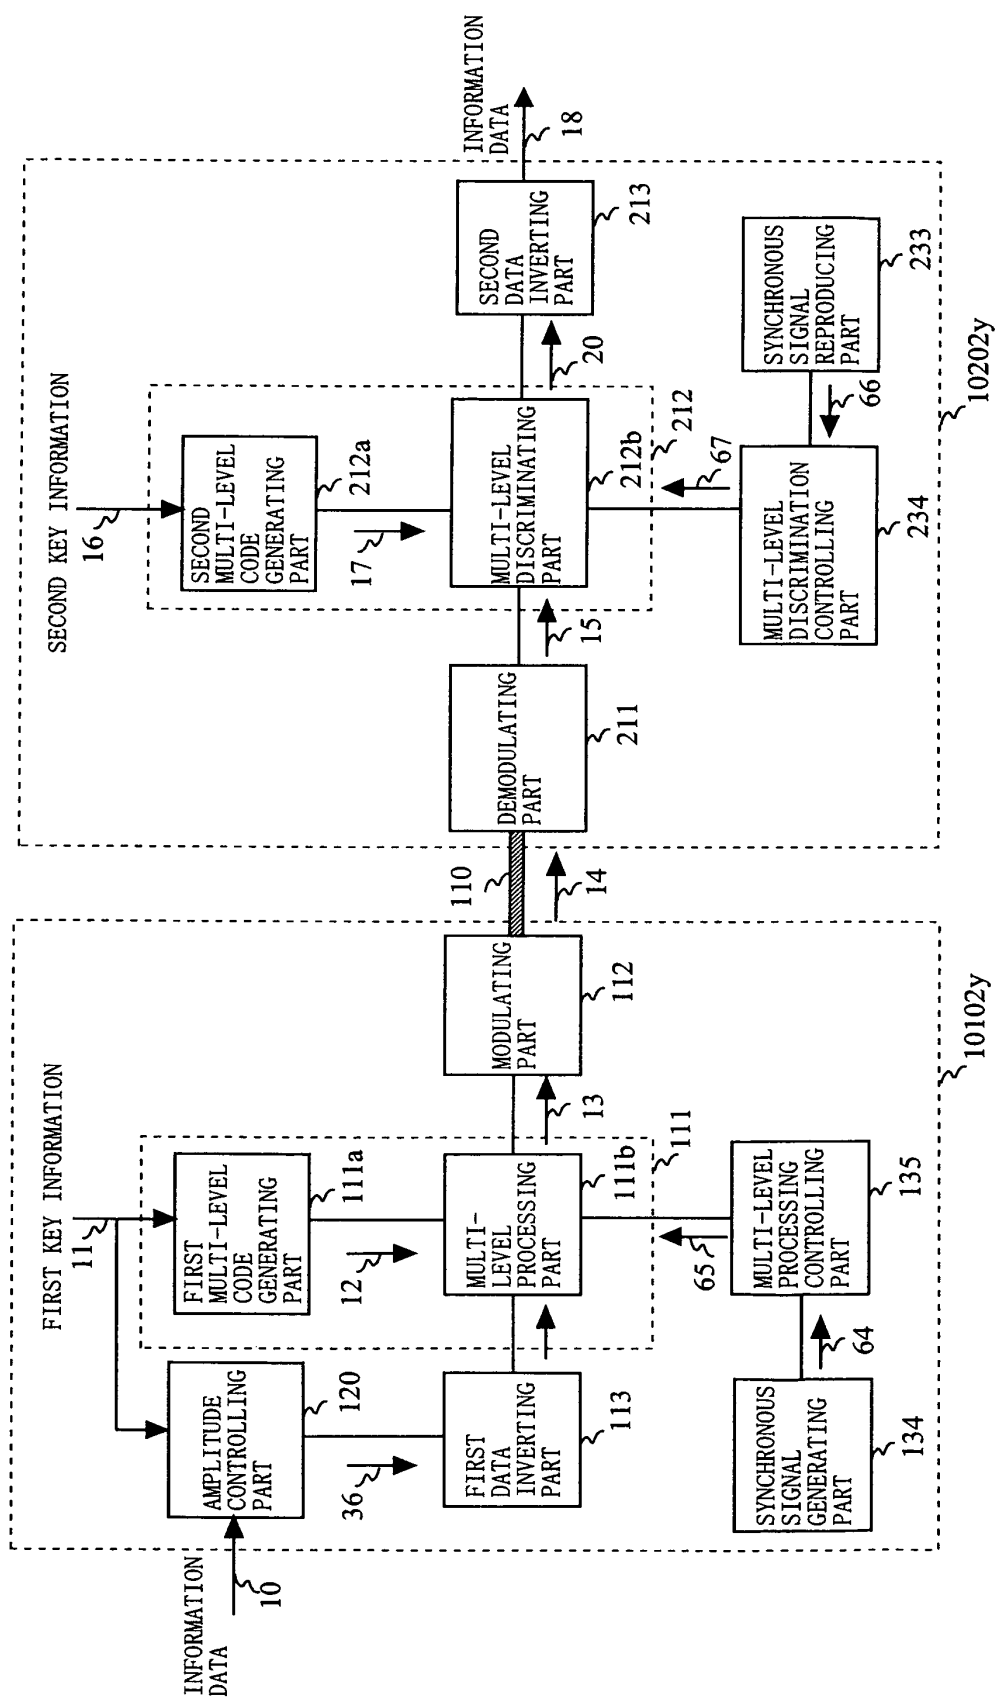 INFORMATION
DATA
10
FIRST KEY INFORMATION
11
AMPLITUDE
CONTROLLING
PART
120
36
FIRST
DATA
INVERTING
PART
113
FIRST
MULTI-LEVEL
CODE
GENERATING
PART
111a
12
MULTI-
LEVEL
PROCESSING
PART
111b
111
13
MODULATING
PART
112
SYNCHRONOUS
SIGNAL
GENERATING
PART
134
64
MULTI-LEVEL
PROCESSING
CONTROLLING
PART
135
65
10102y
110
14
SECOND KEY INFORMATION
16
SECOND
MULTI-LEVEL
CODE
GENERATING
PART
212a
17
DEMODULATING
PART
211
15
MULTI-LEVEL
DISCRIMINATING
PART
212b
212
20
SECOND
DATA
INVERTING
PART
213
INFORMATION
DATA
18
MULTI-LEVEL
DISCRIMINATION
CONTROLLING
PART
234
67
66
SYNCHRONOUS
SIGNAL
REPRODUCING
PART
233
10202y